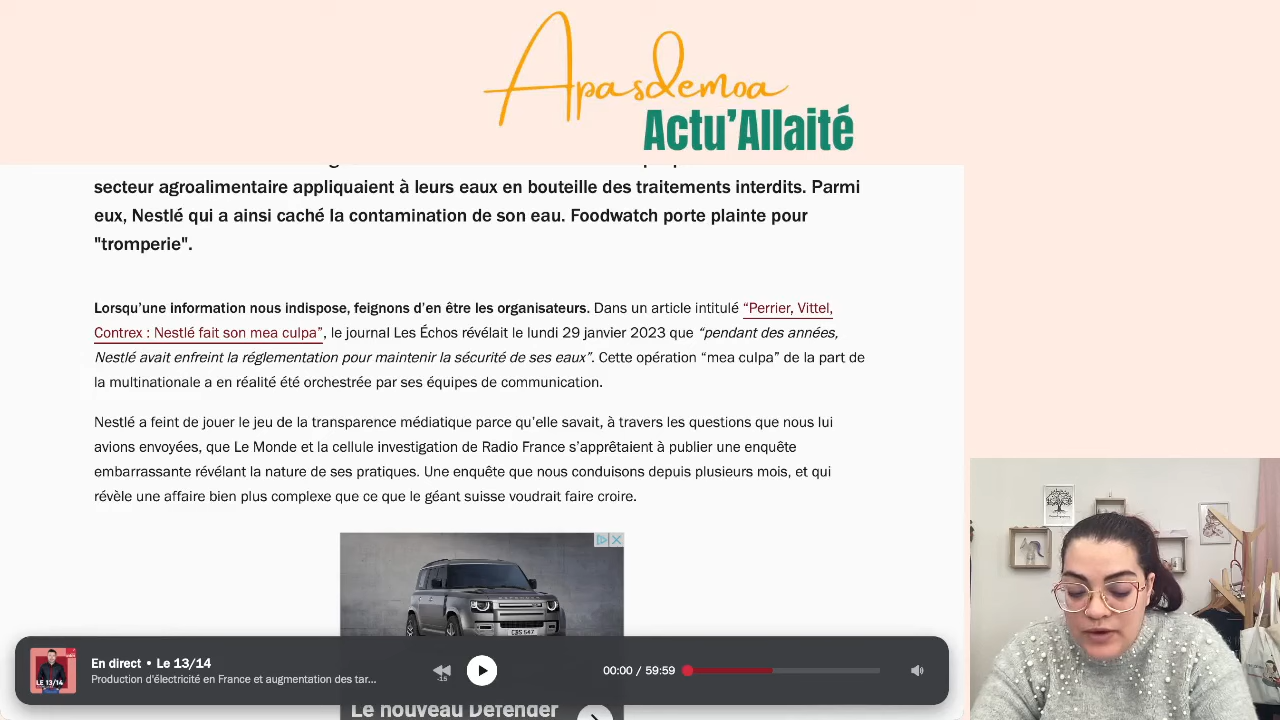 Apasdemoa
Actu’Allaité
secteur agroalimentaire appliquaient à leurs eaux en bouteille des traitements interdits. Parmi
eux, Nestlé qui a ainsi caché la contamination de son eau. Foodwatch porte plainte pour
"tromperie".
Lorsqu’une information nous indispose, feignons d’en être les organisateurs. Dans un article intitulé “Perrier, Vittel,
Contrex : Nestlé fait son mea culpa”, le journal Les Échos révélait le lundi 29 janvier 2023 que “pendant des années,
Nestlé avait enfreint la réglementation pour maintenir la sécurité de ses eaux”. Cette opération “mea culpa” de la part de
la multinationale a en réalité été orchestrée par ses équipes de communication.
Nestlé a feint de jouer le jeu de la transparence médiatique parce qu’elle savait, à travers les questions que nous lui
avions envoyées, que Le Monde et la cellule investigation de Radio France s’apprêtaient à publier une enquête
embarrassante révélant la nature de ses pratiques. Une enquête que nous conduisons depuis plusieurs mois, et qui
révèle une affaire bien plus complexe que ce que le géant suisse voudrait faire croire.
DEFENDER
CBS 547
LE 13/14
En direct • Le 13/14
Production d’électricité en France et augmentation des tar...
-15
00:00 / 59:59
Le nouveau Defender